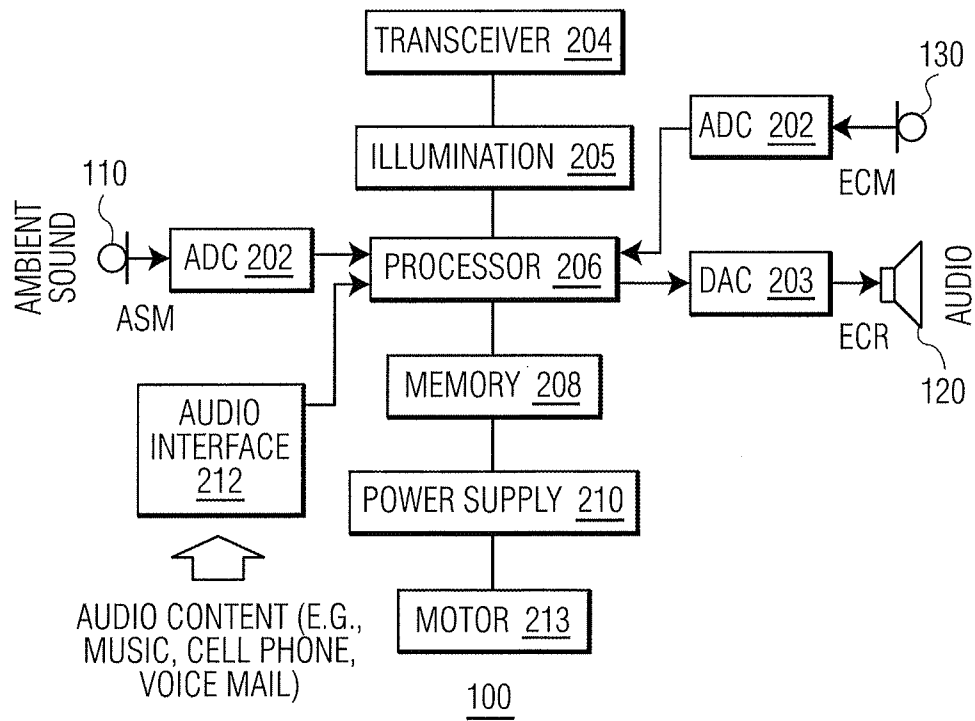 TRANSCEIVER 204
130
ADC 202
ILLUMINATION 205
ECM
110
AMBIENT
SOUND
ADC 202
PROCESSOR 206
DAC 203
AUDIO
ASM
ECR
120
MEMORY 208
AUDIO
INTERFACE
212
POWER SUPPLY 210
AUDIO CONTENT (E.G.,
MUSIC, CELL PHONE,
VOICE MAIL)
MOTOR 213
100